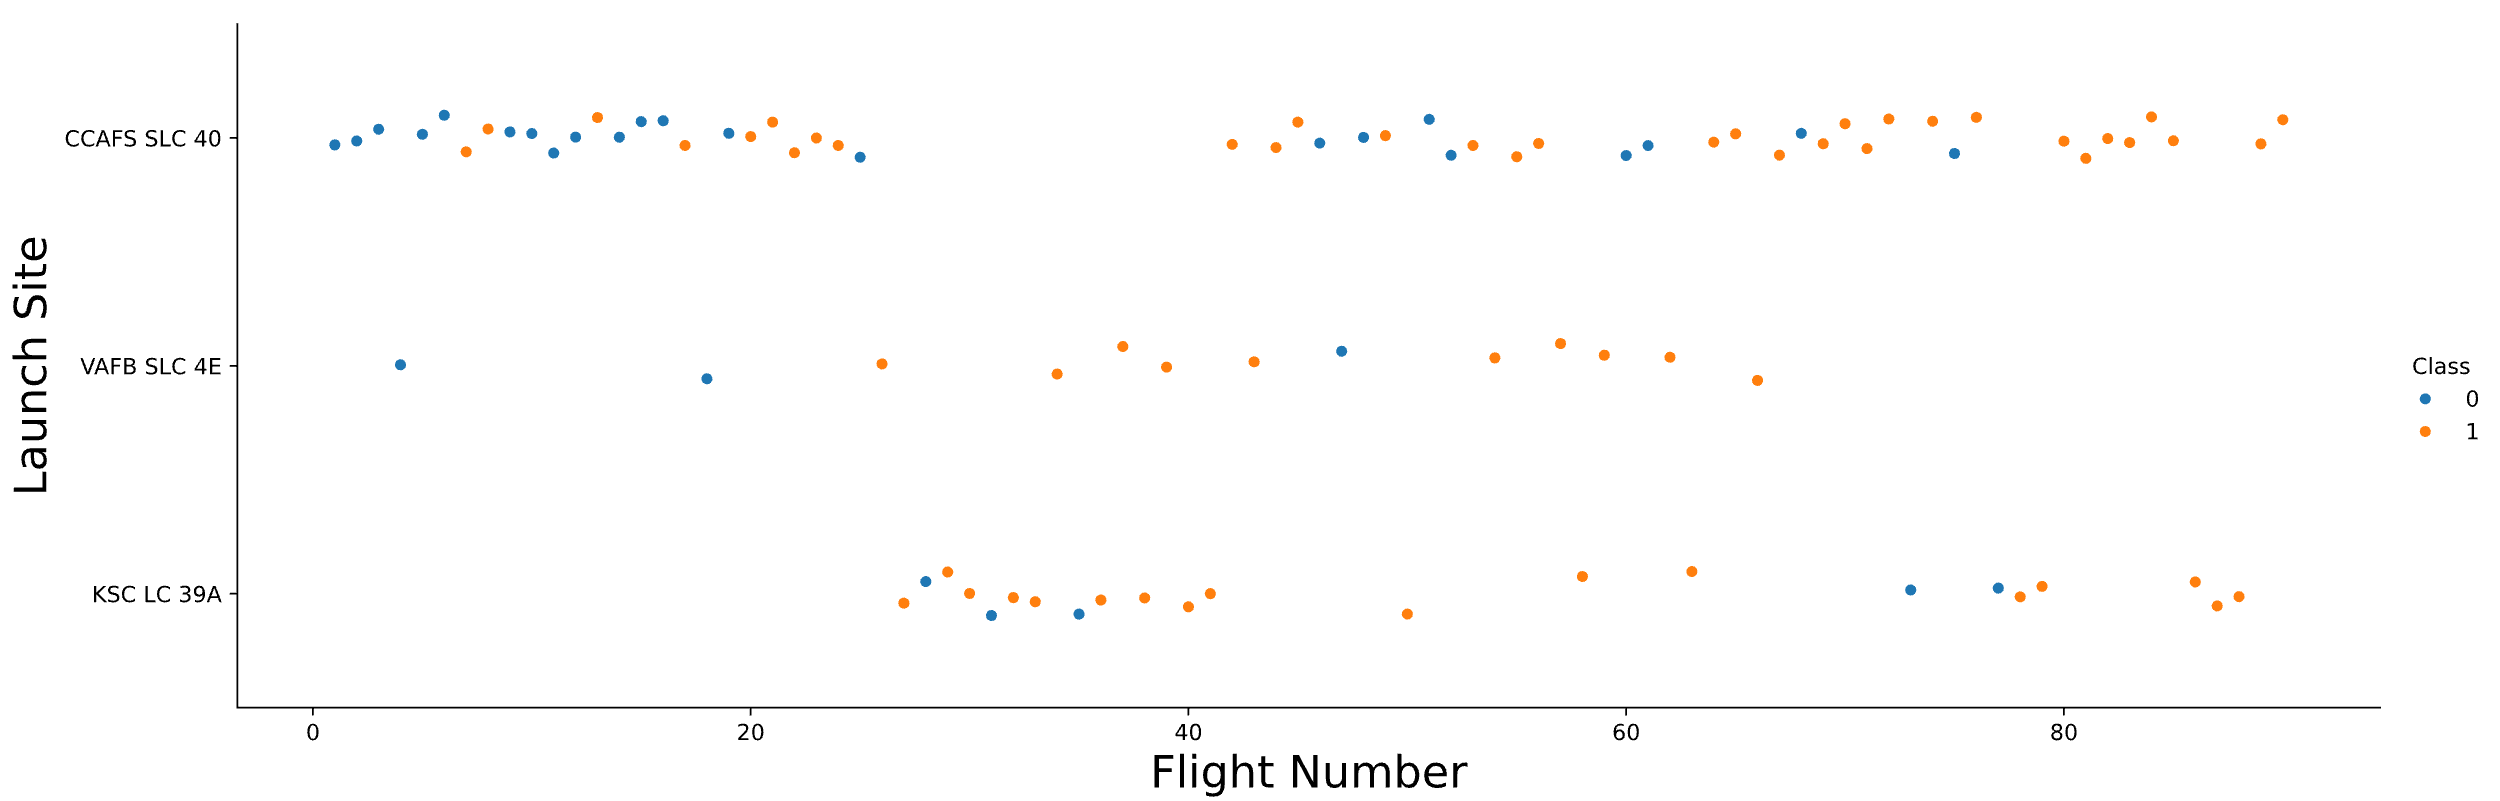 Launch Site
CCAFS SLC 40
VAFB SLC 4E
KSC LC 39A
0 20 40 60 80
Flight Number
Class
0
1